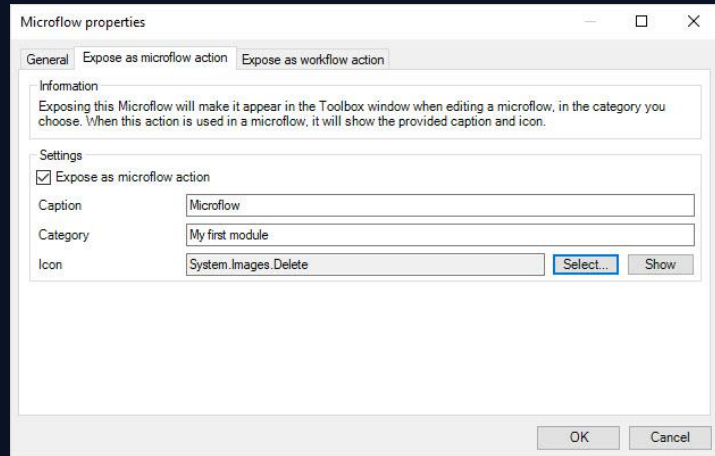 Microflow properties
General Expose as microflow action Expose as workflow action
Information
Exposing this Microflow will make it appear in the Toolbox window when editing a microflow, in the category you
choose. When this action is used in a microflow, it will show the provided caption and icon.
Settings
Expose as microflow action
Caption Microflow
Category My first module
Icon System.Images.Delete Select... Show
OK Cancel